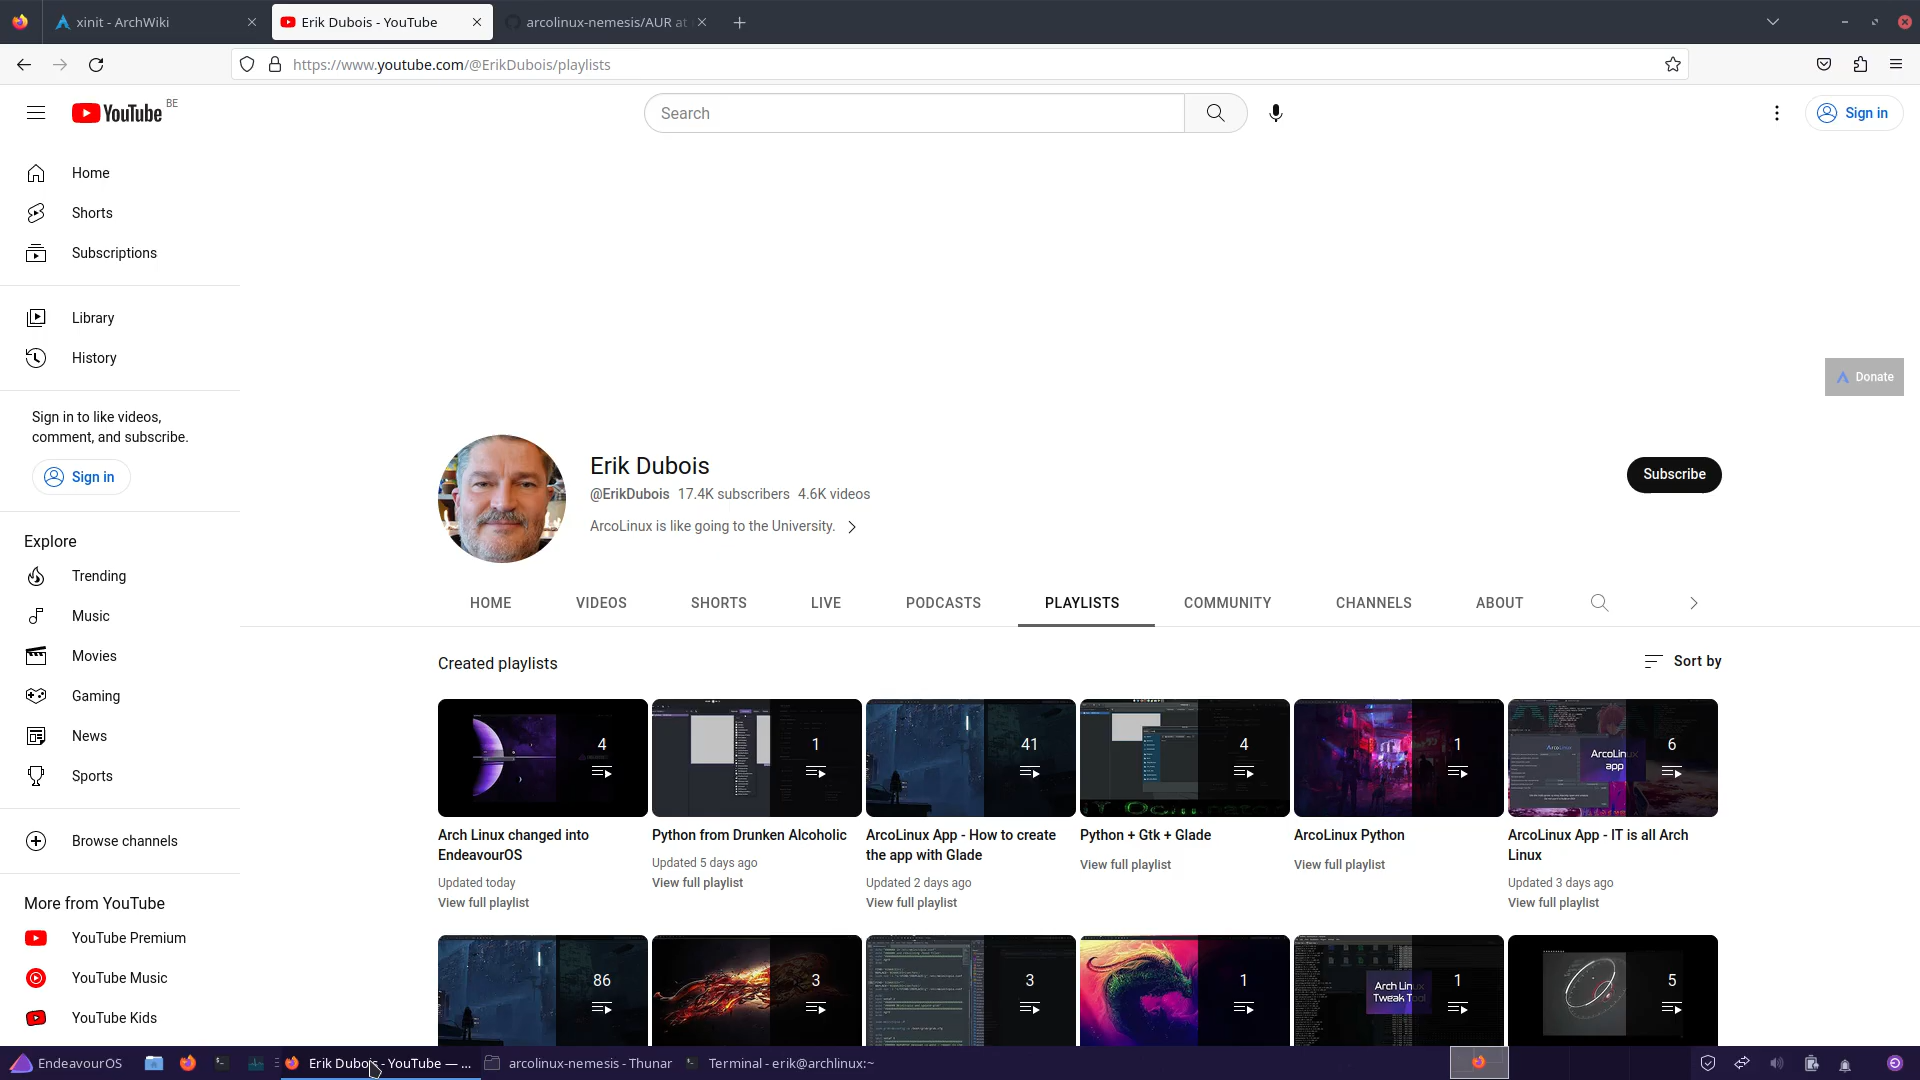 xinit - ArchWiki
Erik Dubois - YouTube
arcolinux-nemesis/AUR at
https://www.youtube.com/@ErikDubois/playlists
YouTube BE
Search
Sign in
Home
Shorts
Subscriptions
Library
History
Sign in to like videos,
comment, and subscribe.
Sign in
Explore
Trending
Music
Movies
Gaming
News
Sports
Browse channels
More from YouTube
YouTube Premium
YouTube Music
YouTube Kids
Donate
Erik Dubois
@ErikDubois 17.4K subscribers 4.6K videos
ArcoLinux is like going to the University.
Subscribe
HOME VIDEOS SHORTS LIVE PODCASTS PLAYLISTS COMMUNITY CHANNELS ABOUT
Created playlists
Sort by
4
1
41
4
1
ArcoLinux
app
6
Arch Linux changed into
EndeavourOS
Updated today
View full playlist
Python from Drunken Alcoholic
Updated 5 days ago
View full playlist
ArcoLinux App - How to create
the app with Glade
Updated 2 days ago
View full playlist
Python + Gtk + Glade
View full playlist
ArcoLinux Python
View full playlist
ArcoLinux App - IT is all Arch
Linux
Updated 3 days ago
View full playlist
86
3
3
1
Arch Linux
Tweak Tool
1
5
EndeavourOS
Erik Dubois - YouTube — ...
arcolinux-nemesis - Thunar
Terminal - erik@archlinux:~